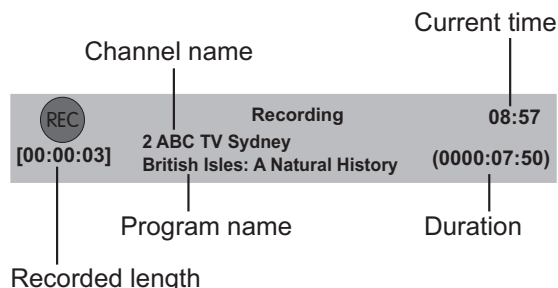 Current time
Channel name
REC
Recording
08:57
2 ABC TV Sydney
[00:00:03]
British Isles: A Natural History
(0000:07:50)
Program name
Duration
Recorded length